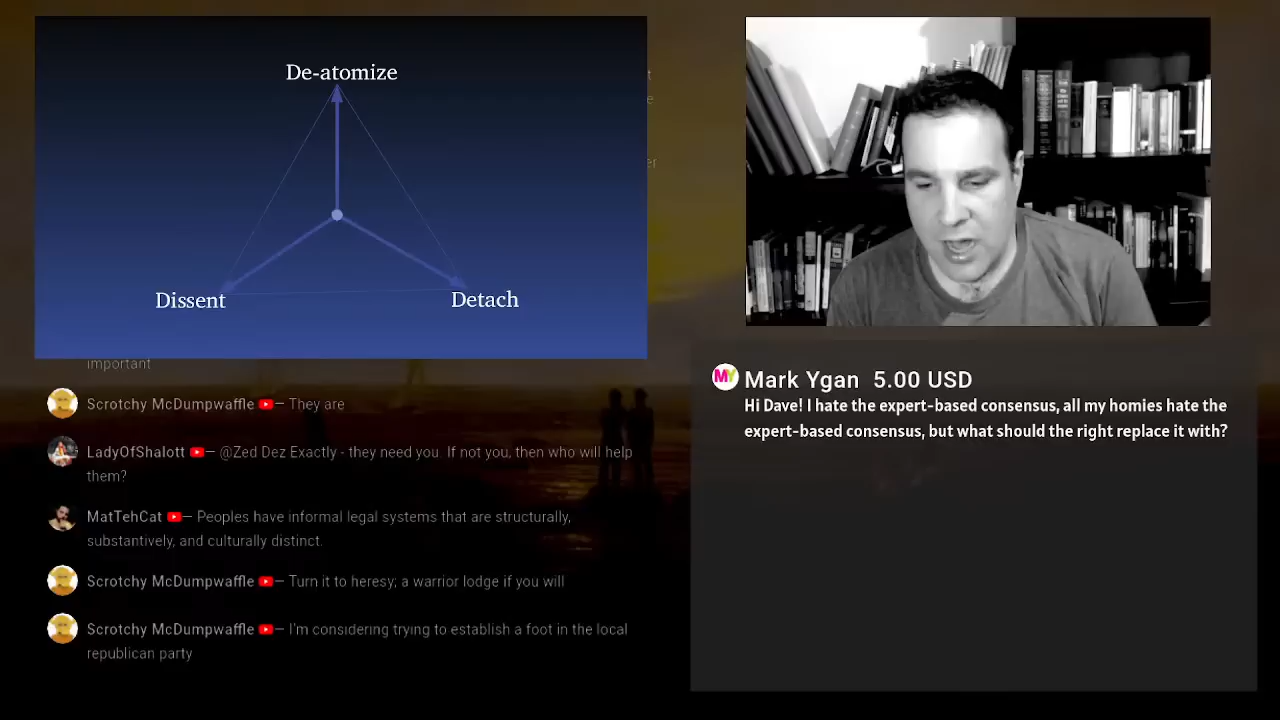 De-atomize
Dissent
Detach
important
Scrotchy McDumpwaffle — They are
LadyOfShalott — @Zed Dez Exactly - they need you. If not you, then who will help
them?
MatTehCat — Peoples have informal legal systems that are structurally,
substantively, and culturally distinct.
Scrotchy McDumpwaffle — Turn it to heresy; a warrior lodge if you will
Scrotchy McDumpwaffle — I'm considering trying to establish a foot in the local
republican party
MY Mark Ygan 5.00 USD
Hi Dave! I hate the expert-based consensus, all my homies hate the
expert-based consensus, but what should the right replace it with?